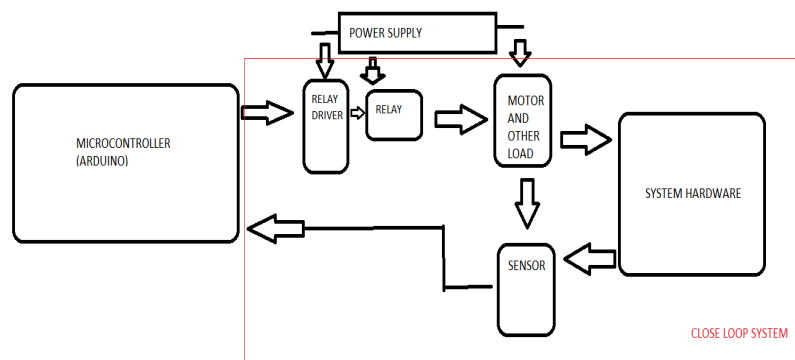 POWER SUPPLY
MICROCONTROLLER
(ARDUINO)
RELAY
DRIVER
RELAY
MOTOR
AND
OTHER
LOAD
SYSTEM HARDWARE
SENSOR
CLOSE LOOP SYSTEM